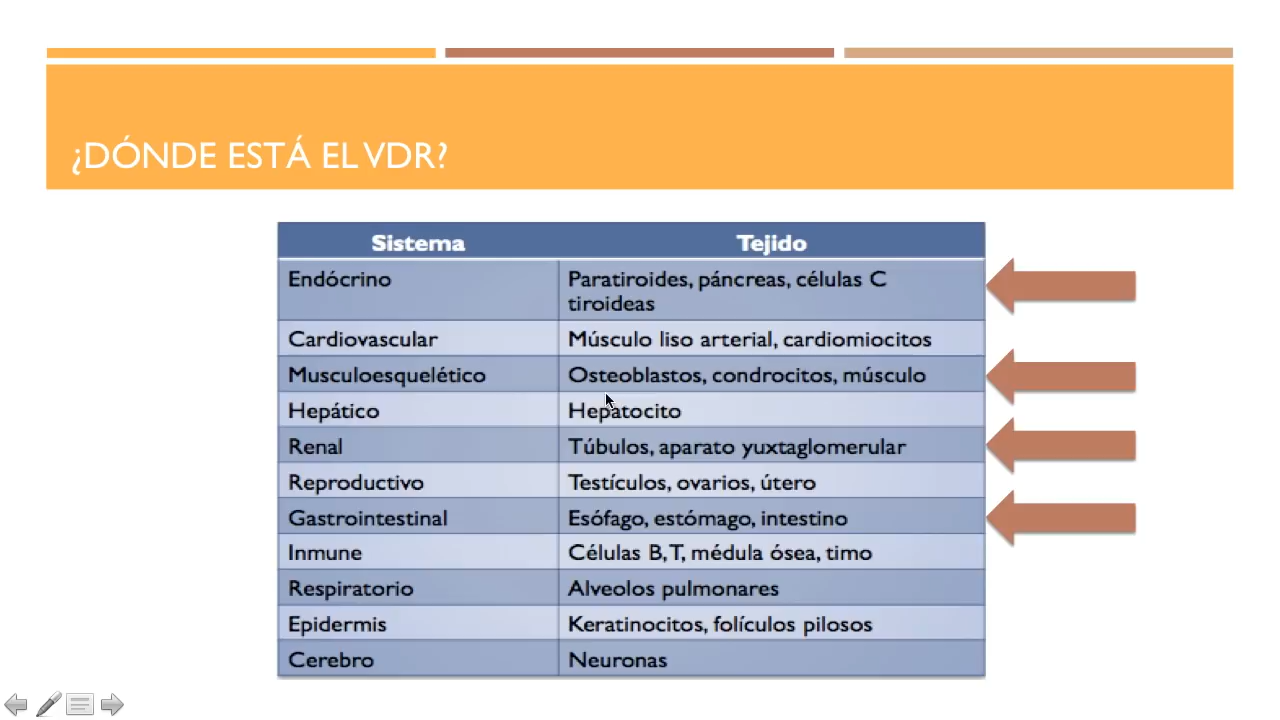 ¿DÓNDE ESTÁ EL VDR?
Sistema Tejido
Endócrino Paratiroides, páncreas, células C
tiroideas
Cardiovascular Músculo liso arterial, cardiomiocitos
Musculoesquelético Osteoblastos, condrocitos, músculo
Hepático Hepatocito
Renal Túbulos, aparato yuxtaglomerular
Reproductivo Testículos, ovarios, útero
Gastrointestinal Esófago, estómago, intestino
Inmune Células B, T, médula ósea, timo
Respiratorio Alveolos pulmonares
Epidermis Keratinocitos, folículos pilosos
Cerebro Neuronas